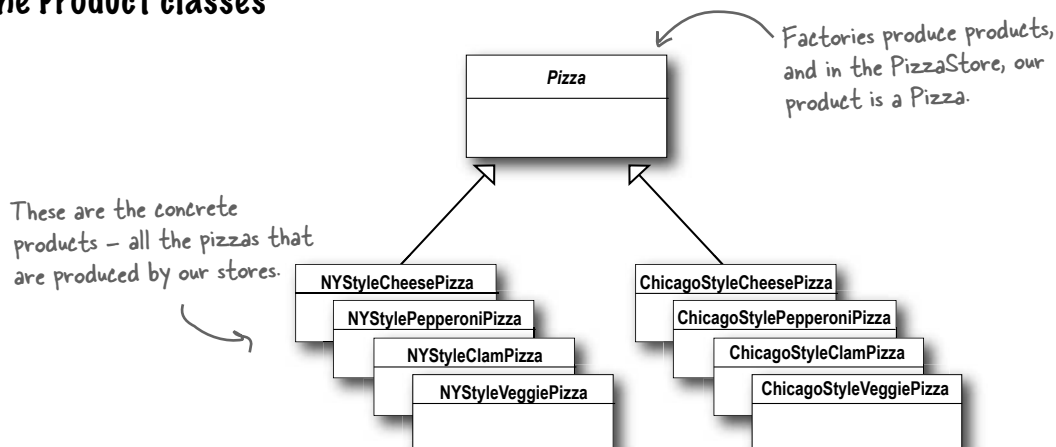 The Product classes
Pizza
Factories produce products,
and in the PizzaStore, our
product is a Pizza.
These are the concrete
products – all the pizzas that
are produced by our stores.
NYStyleCheesePizza
NYStylePepperoniPizza
NYStyleClamPizza
NYStyleVeggiePizza
ChicagoStyleCheesePizza
ChicagoStylePepperoniPizza
ChicagoStyleClamPizza
ChicagoStyleVeggiePizza